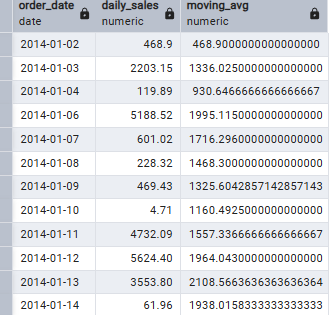 order_date daily_sales moving_avg
date numeric numeric
2014-01-02 468.9 468.9000000000000000
2014-01-03 2203.15 1336.0250000000000000
2014-01-04 119.89 930.6466666666666667
2014-01-06 5188.52 1995.1150000000000000
2014-01-07 601.02 1716.2960000000000000
2014-01-08 228.32 1468.3000000000000000
2014-01-09 469.43 1325.6042857142857143
2014-01-10 4.71 1160.4925000000000000
2014-01-11 4732.09 1557.3366666666666667
2014-01-12 5624.40 1964.0430000000000000
2014-01-13 3553.80 2108.5663636363636364
2014-01-14 61.96 1938.0158333333333333